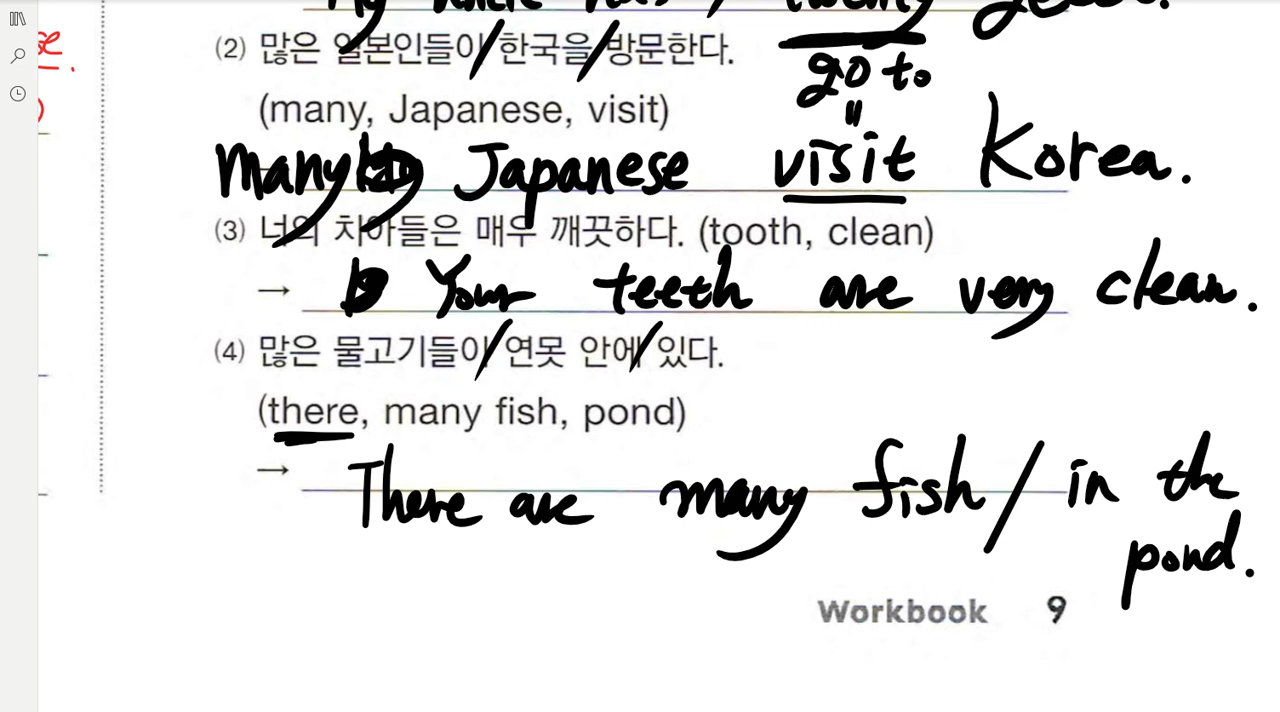 (2) 많은 일본인들이/한국을/방문한다.
go to
(many, Japanese, visit)
"
many Japanese visit Korea.
(3) 너의 치아들은 매우 깨끗하다. (tooth, clean)
→ Your teeth are very clean.
(4) 많은 물고기들이/연못 안에/있다.
(there, many fish, pond)
→ There are many fish / in the
pond.
Workbook 9